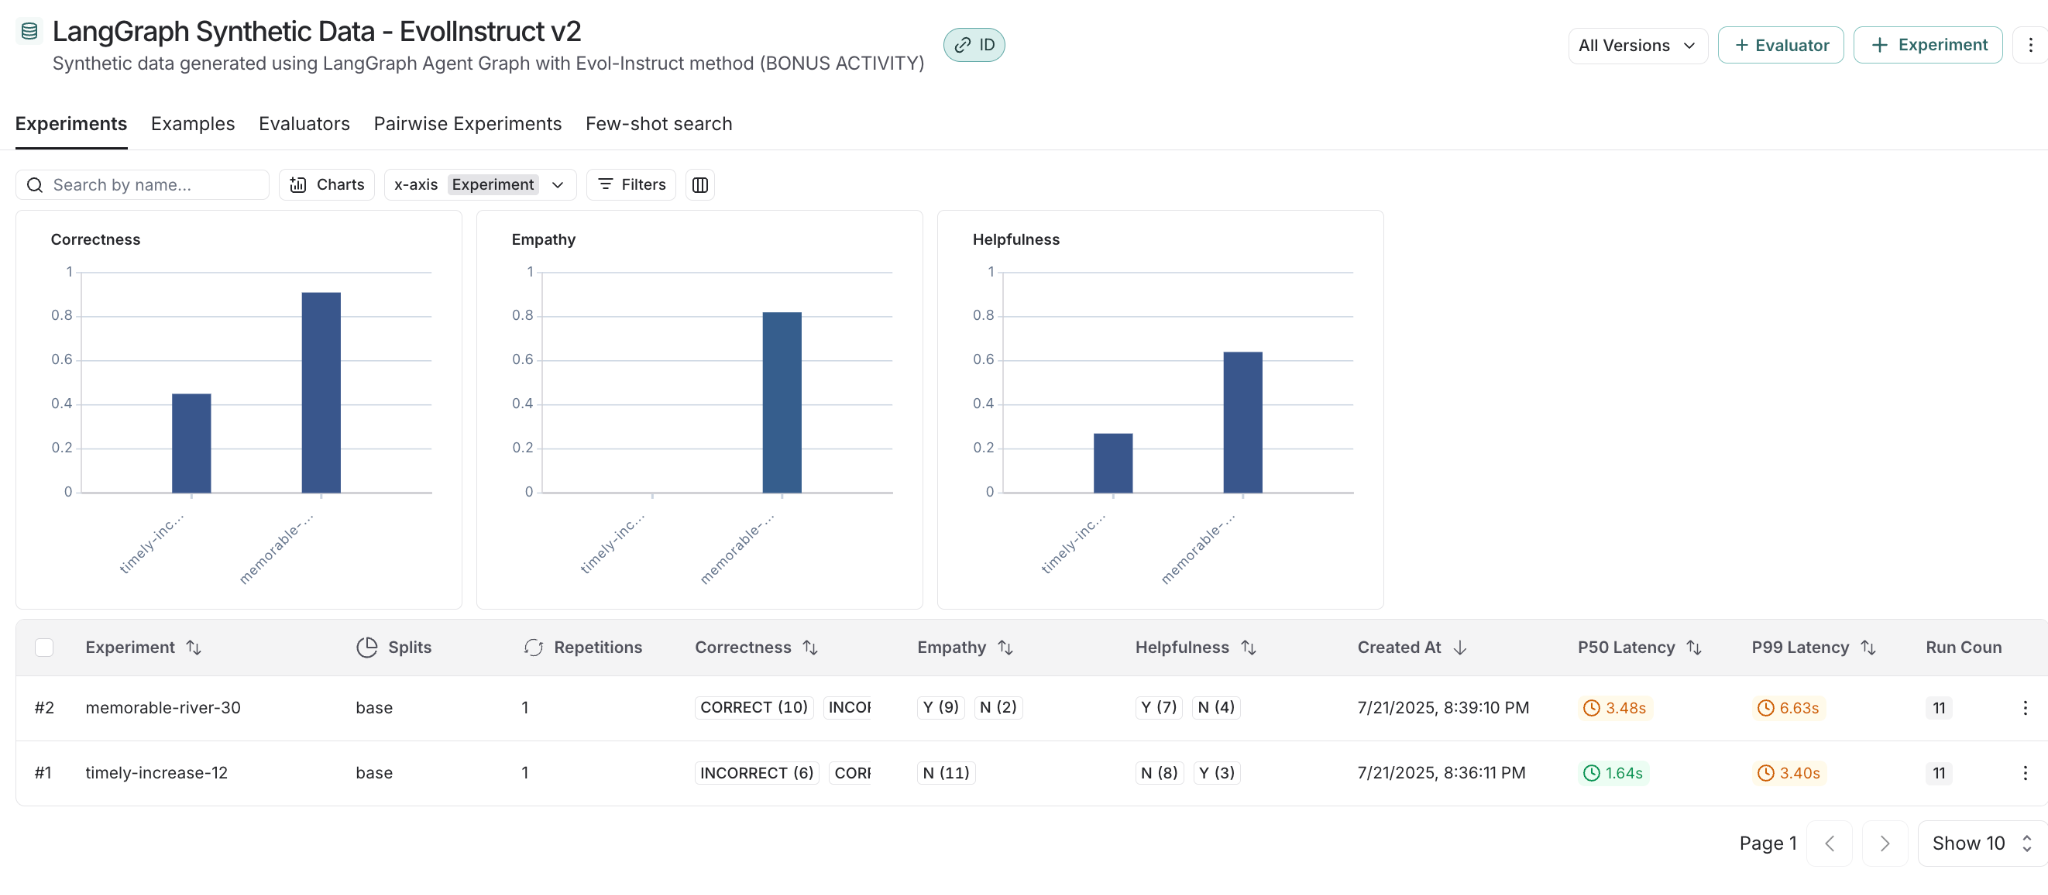 LangGraph Synthetic Data - EvolInstruct v2
Synthetic data generated using LangGraph Agent Graph with Evol-Instruct method (BONUS ACTIVITY)
ID
All Versions
+ Evaluator
+ Experiment
Experiments Examples Evaluators Pairwise Experiments Few-shot search
Search by name...
Charts
x-axis Experiment
Filters
Correctness
1
0.8
0.6
0.4
0.2
0
timely-inc...
memorable-...
Empathy
1
0.8
0.6
0.4
0.2
0
timely-inc...
memorable-...
Helpfulness
1
0.8
0.6
0.4
0.2
0
timely-inc...
memorable-...
Experiment Splits Repetitions Correctness Empathy Helpfulness Created At P50 Latency P99 Latency Run Coun
#2 memorable-river-30 base 1 CORRECT (10) INCOR Y (9) N (2) Y (7) N (4) 7/21/2025, 8:39:10 PM 3.48s 6.63s 11
#1 timely-increase-12 base 1 INCORRECT (6) CORR N (11) N (8) Y (3) 7/21/2025, 8:36:11 PM 1.64s 3.40s 11
Page 1
Show 10